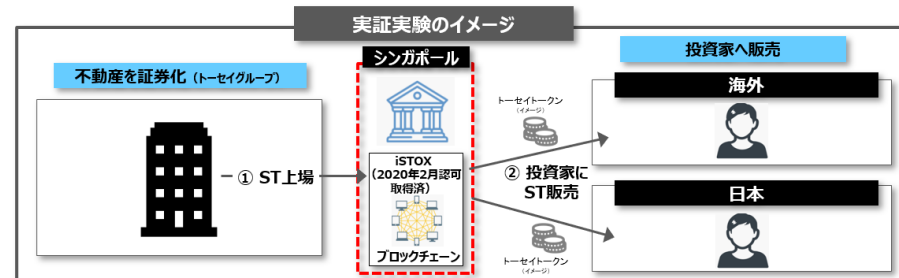 実証実験のイメージ
不動産を証券化（トーセイグループ）
① ST上場
シンガポール
iSTOX
（2020年2月認可
取得済）
ブロックチェーン
トーセイトークン
（イメージ）
② 投資家に
ST販売
トーセイトークン
（イメージ）
投資家へ販売
海外
日本